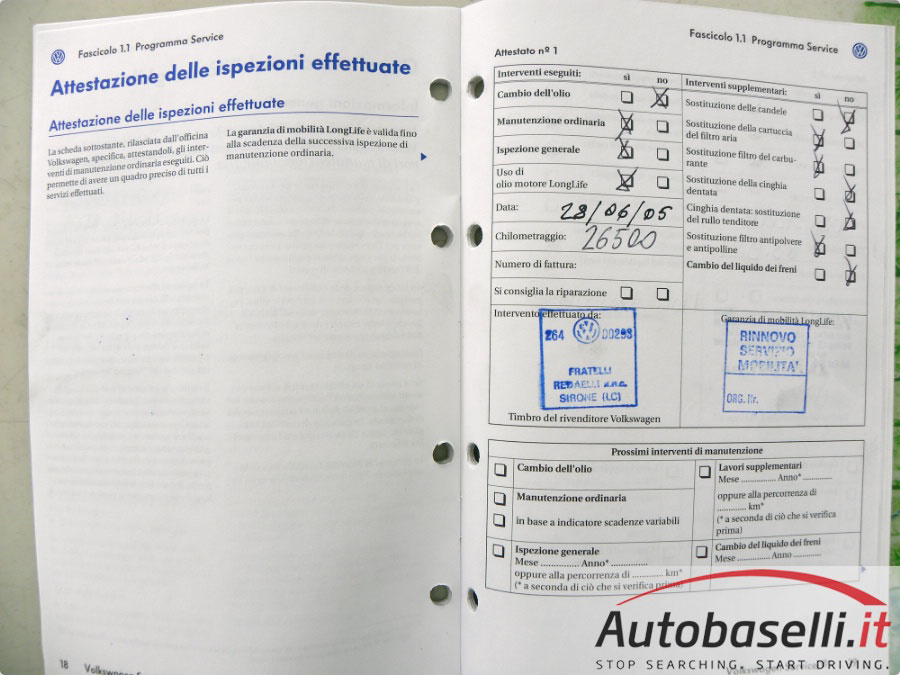 Fascicolo 1.1 Programma Service
Attestazione delle ispezioni effettuate
Attestazione delle ispezioni effettuate
La scheda sottostante, rilasciata dall'officina
Volkswagen, specifica, attestandoli, gli inter-
venti di manutenzione ordinaria eseguiti. Ciò
permette di avere un quadro preciso di tutti i
servizi effettuati.
La garanzia di mobilità LongLife è valida fino
alla scadenza della successiva ispezione di
manutenzione ordinaria.
18
Fascicolo 1.1 Programma Service
Attestato nº 1
Interventi eseguiti: sì no
Cambio dell'olio
Manutenzione ordinaria
Ispezione generale
Uso di
olio motore LongLife
Data: 28/06/05
Chilometraggio: 26500
Numero di fattura:
Si consiglia la riparazione
Interventi supplementari: sì no
Sostituzione delle candele
Sostituzione della cartuccia
del filtro aria
Sostituzione filtro del carbu-
rante
Sostituzione della cinghia
dentata
Cinghia dentata: sostituzione
del rullo tenditore
Sostituzione filtro antipolvere
e antipolline
Cambio del liquido dei freni
Intervento effettuato da:
264 00293
FRATELLI
REDAELLI s.n.c.
SIRONE (LC)
Timbro del rivenditore Volkswagen
Garanzia di mobilità LongLife:
RINNOVO
SERVIZIO
MOBILITA'
ORG. Nr.
Prossimi interventi di manutenzione
Cambio dell'olio
Manutenzione ordinaria
in base a indicatore scadenze variabili
Ispezione generale
Mese .............. Anno* ..............
oppure alla percorrenza di ............ km*
(* a seconda di ciò che si verifica prima)
Lavori supplementari
Mese .............. Anno* ............
oppure alla percorrenza di
............ km*
(* a seconda di ciò che si verifica
prima)
Cambio del liquido dei freni
Mese .............. Anno ............
Autobaselli.it
STOP SEARCHING. START DRIVING.